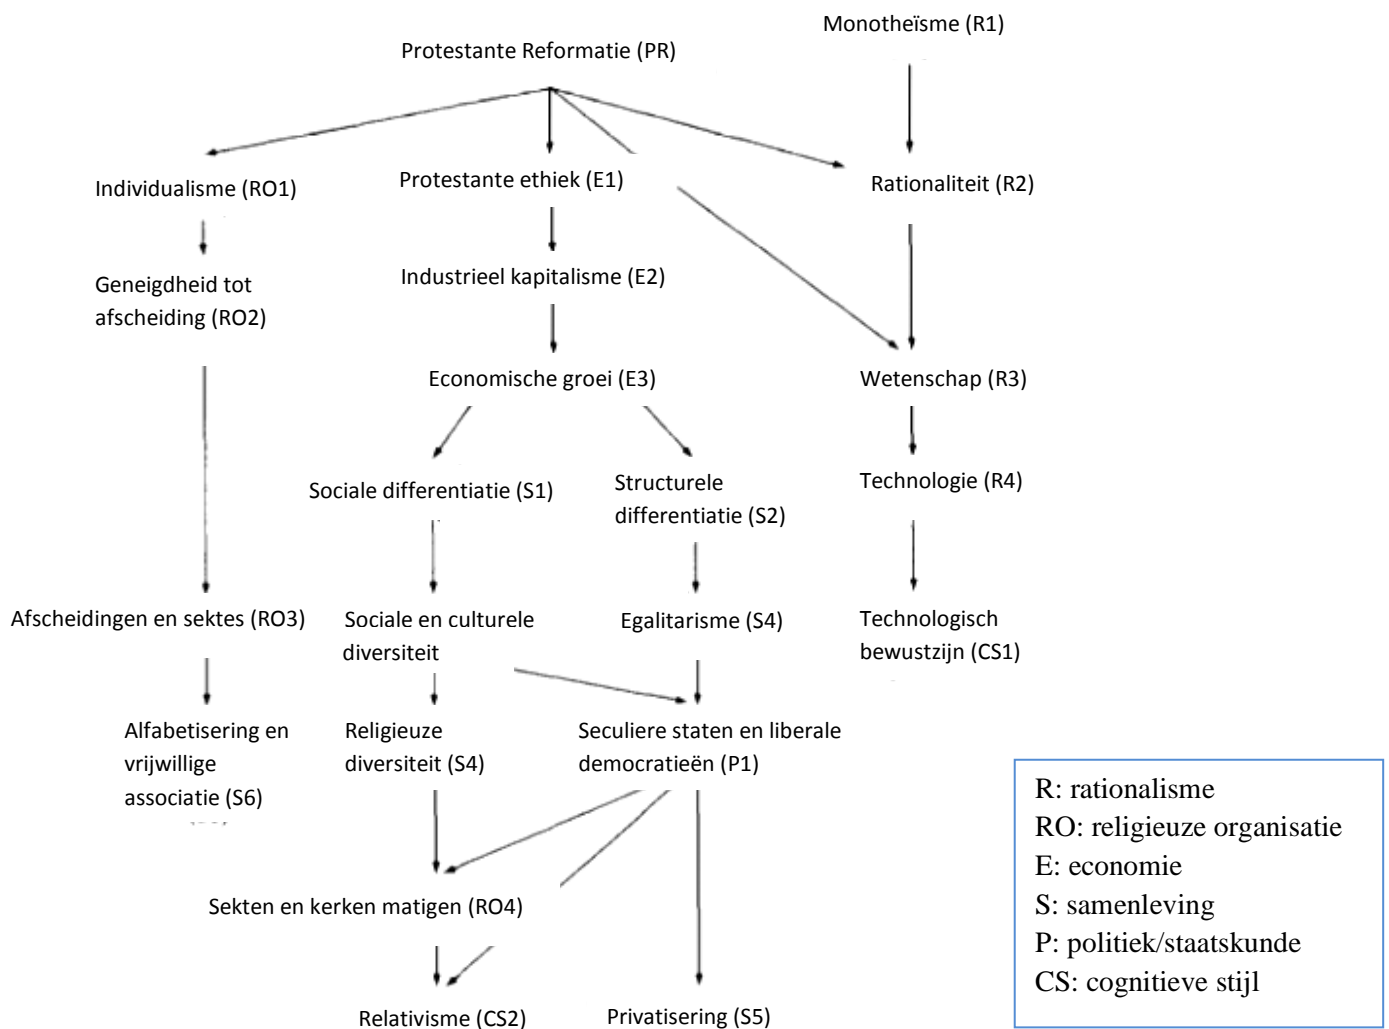 Monotheïsme (R1)
Protestante Reformatie (PR)
Individualisme (RO1)
Protestante ethiek (E1)
Rationaliteit (R2)
Geneigdheid tot
afscheiding (RO2)
Industrieel kapitalisme (E2)
Economische groei (E3)
Wetenschap (R3)
Sociale differentiatie (S1)
Structurele
differentiatie (S2)
Technologie (R4)
Afscheidingen en sektes (RO3)
Sociale en culturele
diversiteit
Egalitarisme (S4)
Technologisch
bewustzijn (CS1)
Alfabetisering en
vrijwillige
associatie (S6)
Religieuze
diversiteit (S4)
Seculiere staten en liberale
democratieën (P1)
Sekten en kerken matigen (RO4)
Relativisme (CS2)
Privatisering (S5)
R: rationalisme
RO: religieuze organisatie
E: economie
S: samenleving
P: politiek/staatskunde
CS: cognitieve stijl